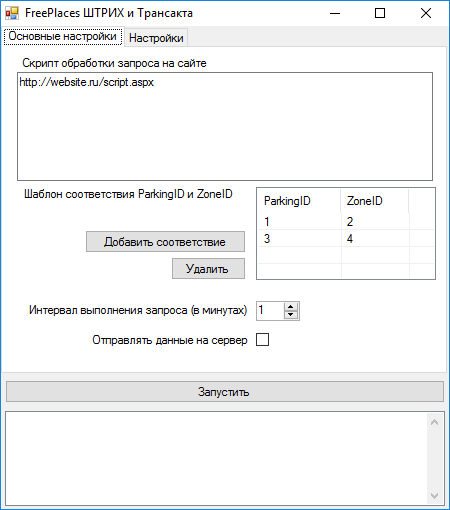 FreePlaces ШТРИХ и Трансакта
Основные настройки Настройки
Скрипт обработки запроса на сайте
http://website.ru/script.aspx
Шаблон соответствия ParkingID и ZoneID
ParkingID ZoneID
1 2
Добавить соответствие
3 4
Удалить
Интервал выполнения запроса (в минутах) 1
Отправлять данные на сервер
Запустить